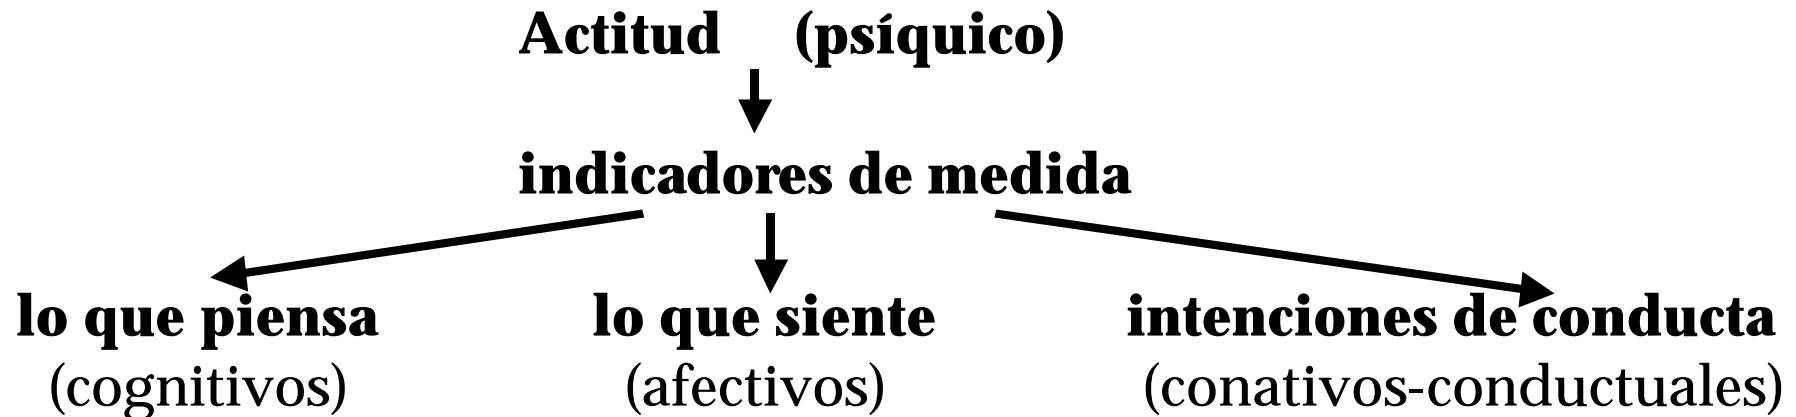 Actitud (psíquico)
indicadores de medida
lo que piensa lo que siente intenciones de conducta
(cognitivos) (afectivos) (conativos-conductuales)